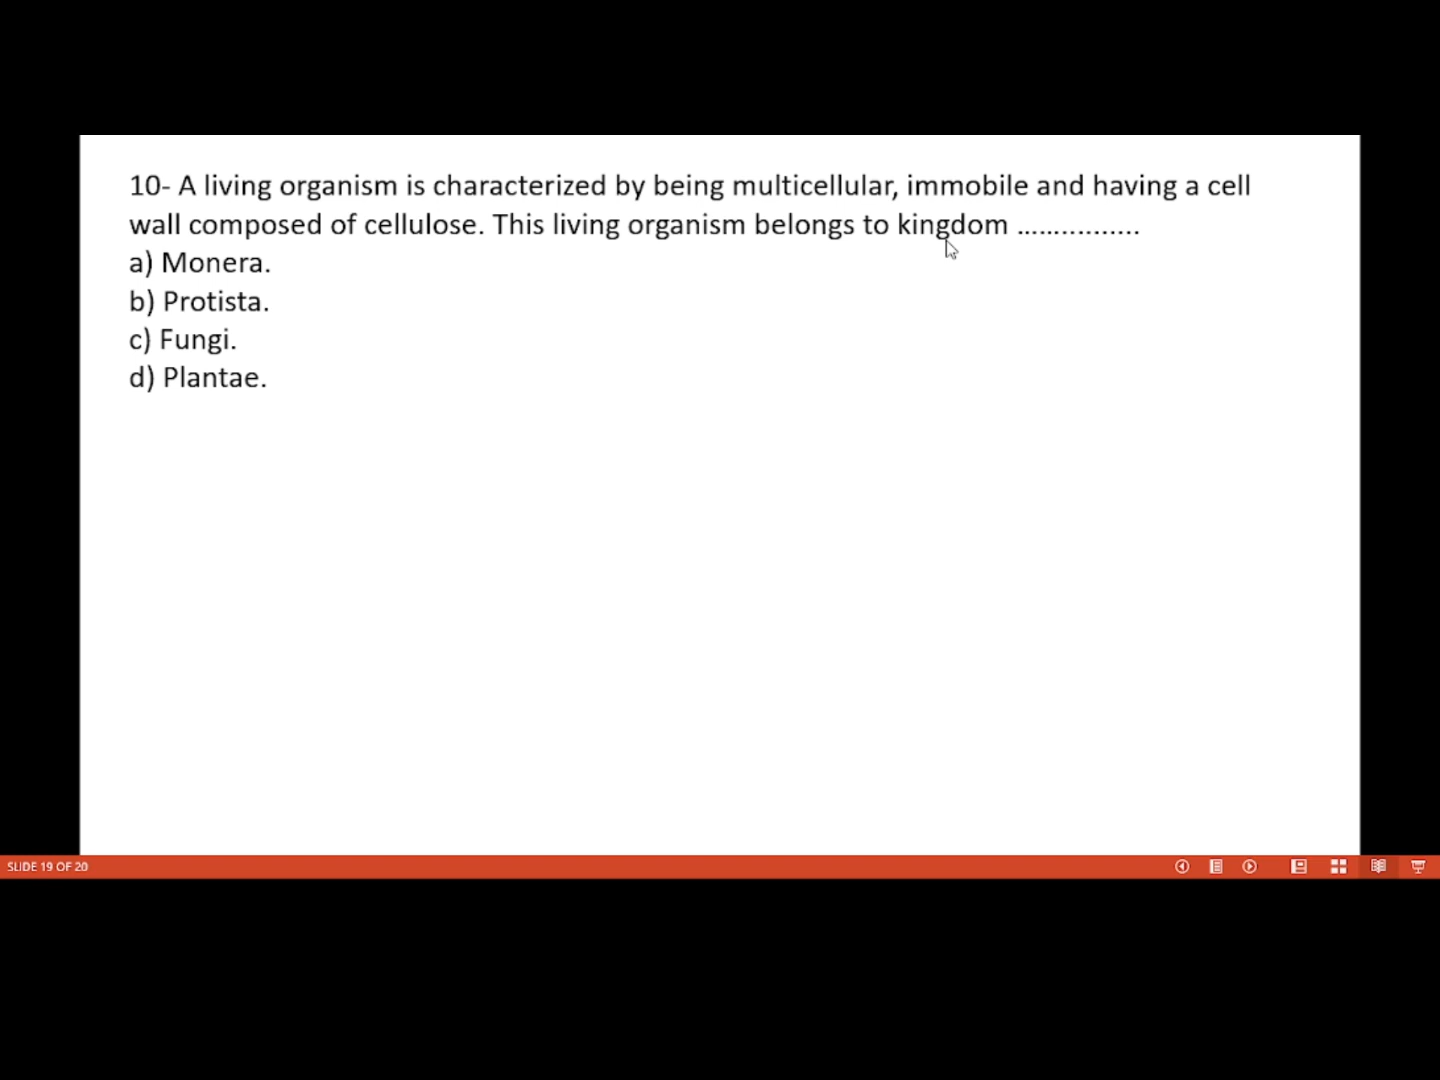 10- A living organism is characterized by being multicellular, immobile and having a cell
wall composed of cellulose. This living organism belongs to kingdom ................
a) Monera.
b) Protista.
c) Fungi.
d) Plantae.
SLIDE 19 OF 20